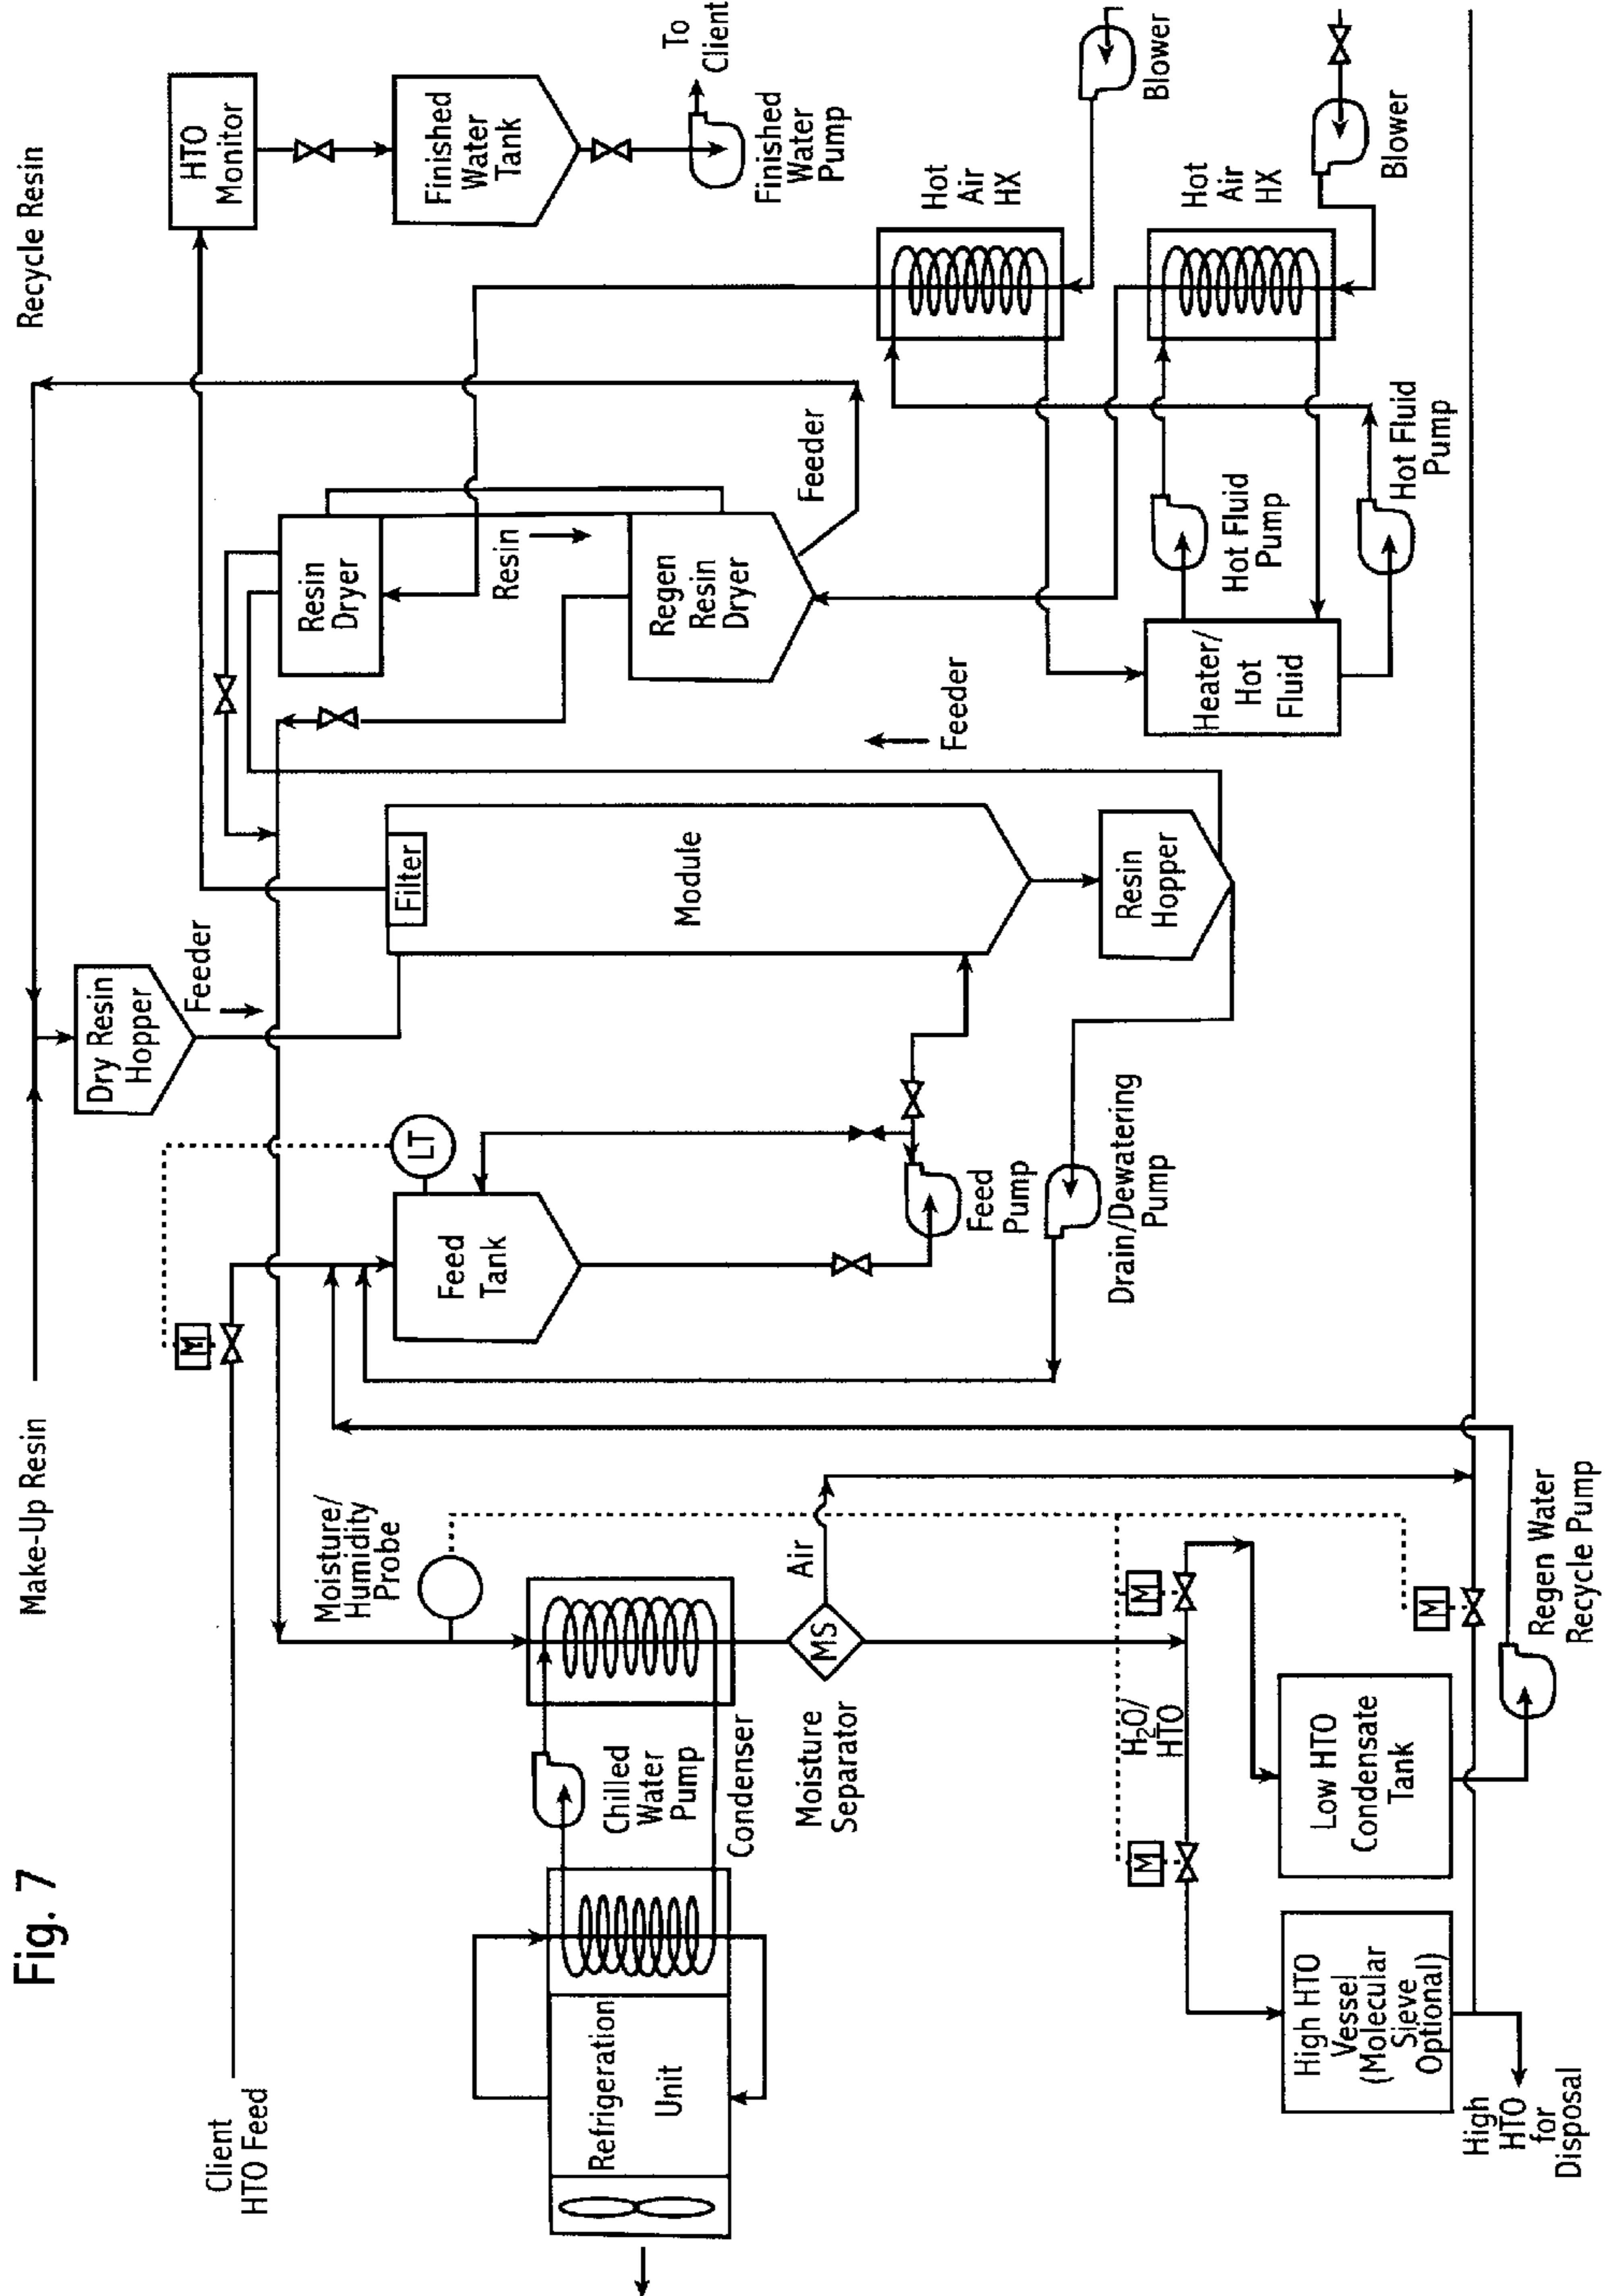 Fig. 7
Make-Up Resin
Recycle Resin
Client
HTO Feed
Dry Resin
Hopper
Feeder
HTO
Monitor
M
LT
Moisture/
Humidity
Probe
Feed
Tank
Filter
Module
Resin
Dryer
Resin
Regen
Resin
Dryer
Feeder
Finished
Water
Tank
To
Client
Finished
Water
Pump
Refrigeration
Unit
Chilled
Water
Pump
Condenser
Air
MS
Moisture
Separator
Feed
Pump
Drain/Dewatering
Pump
Resin
Hopper
Feeder
Hot
Air
HX
Blower
Hot
Air
HX
Blower
Heater/
Hot
Fluid
Hot Fluid
Pump
Hot Fluid
Pump
H2O/
HTO
M
M
M
High HTO
Vessel
(Molecular
Sieve
Optional)
Low HTO
Condensate
Tank
High
HTO
for
Disposal
Regen Water
Recycle Pump